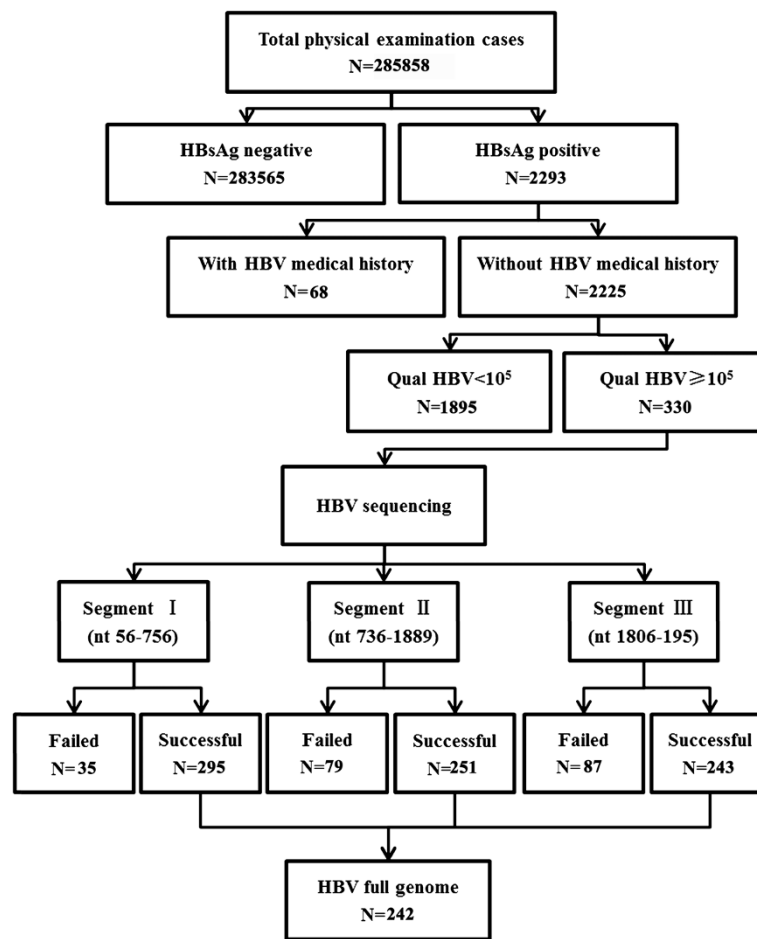 Total physical examination cases
N=285858
HBsAg negative
N=283565
HBsAg positive
N=2293
With HBV medical history
N=68
Without HBV medical history
N=2225
Qual HBV<10⁵
N=1895
Qual HBV≥10⁵
N=330
HBV sequencing
Segment Ⅰ
(nt 56-756)
Segment Ⅱ
(nt 736-1889)
Segment Ⅲ
(nt 1806-195)
Failed
N=35
Successful
N=295
Failed
N=79
Successful
N=251
Failed
N=87
Successful
N=243
HBV full genome
N=242